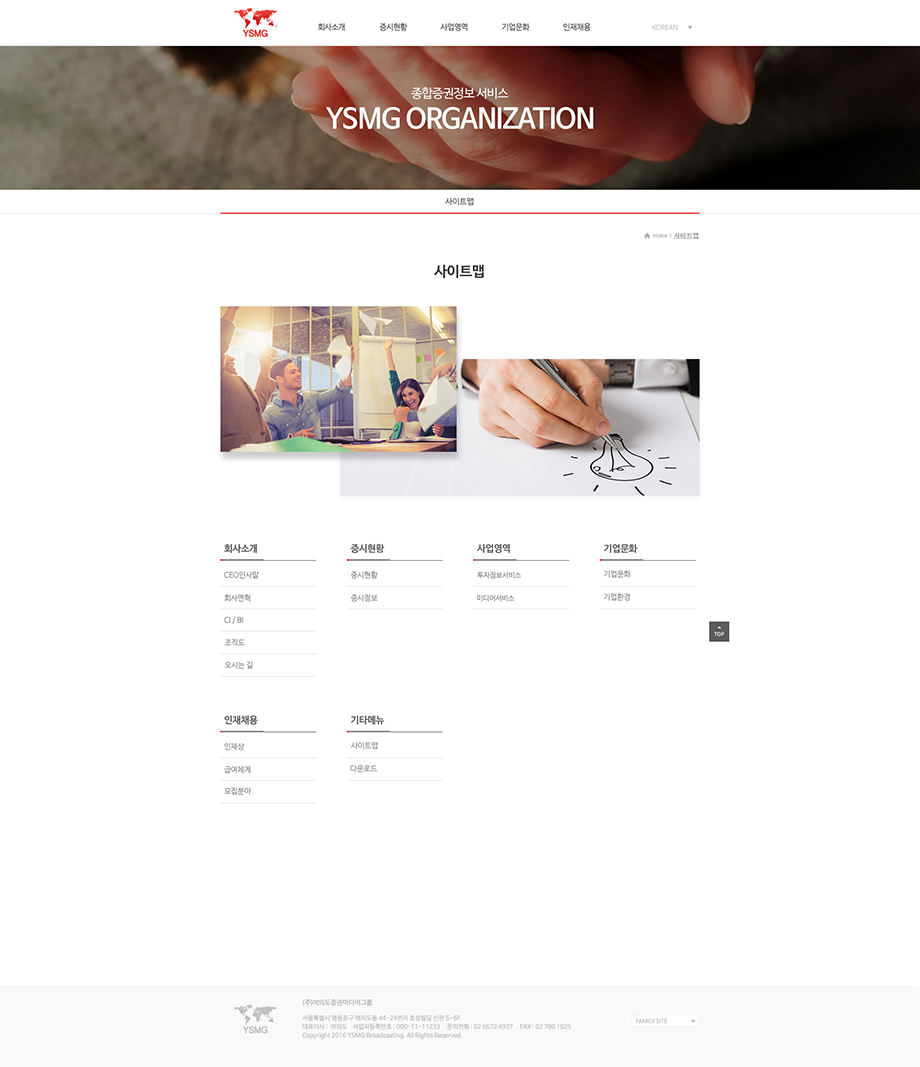 YSMG
회사소개
증시현황
사업영역
기업문화
인재채용
KOREAN
종합증권정보 서비스
YSMG ORGANIZATION
사이트맵
Home > 사이트맵
사이트맵
회사소개
CEO인사말
회사연혁
CI / BI
조직도
오시는 길
증시현황
증시현황
증시정보
사업영역
투자정보서비스
미디어서비스
기업문화
기업문화
기업환경
TOP
인재채용
인재상
급여체계
모집분야
기타메뉴
사이트맵
다운로드
YSMG
(주)여의도증권미디어그룹
서울특별시 영등포구 여의도동 44-24번지 호성빌딩 신관 5~6F
대표이사 : 여의도 사업자등록번호 : 000-11-11233 문의전화 : 02 6672 4937 FAX : 02 780 1025
Copyright 2016 YSMG Broadcasting. All Rights Reserved.
FAMILY SITE